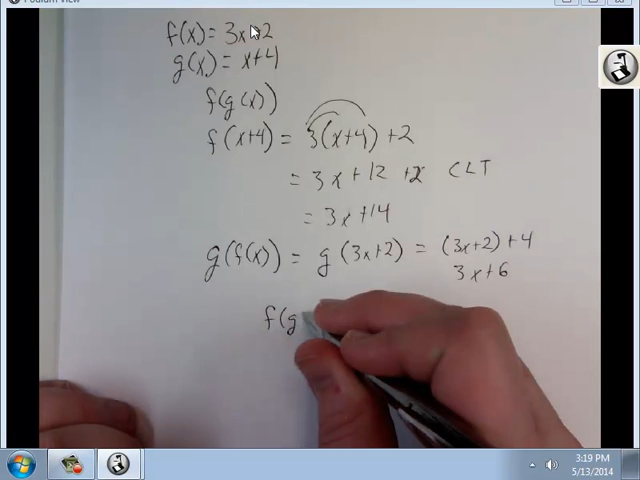 Podium View
f(x) = 3x+2
g(x) = x+4
f(g(x))
f(x+4) = 3(x+4)+2
= 3x+12+2 CLT
= 3x+14
g(f(x)) = g(3x+2) = (3x+2)+4
3x+6
f(g
3:19 PM
5/13/2014